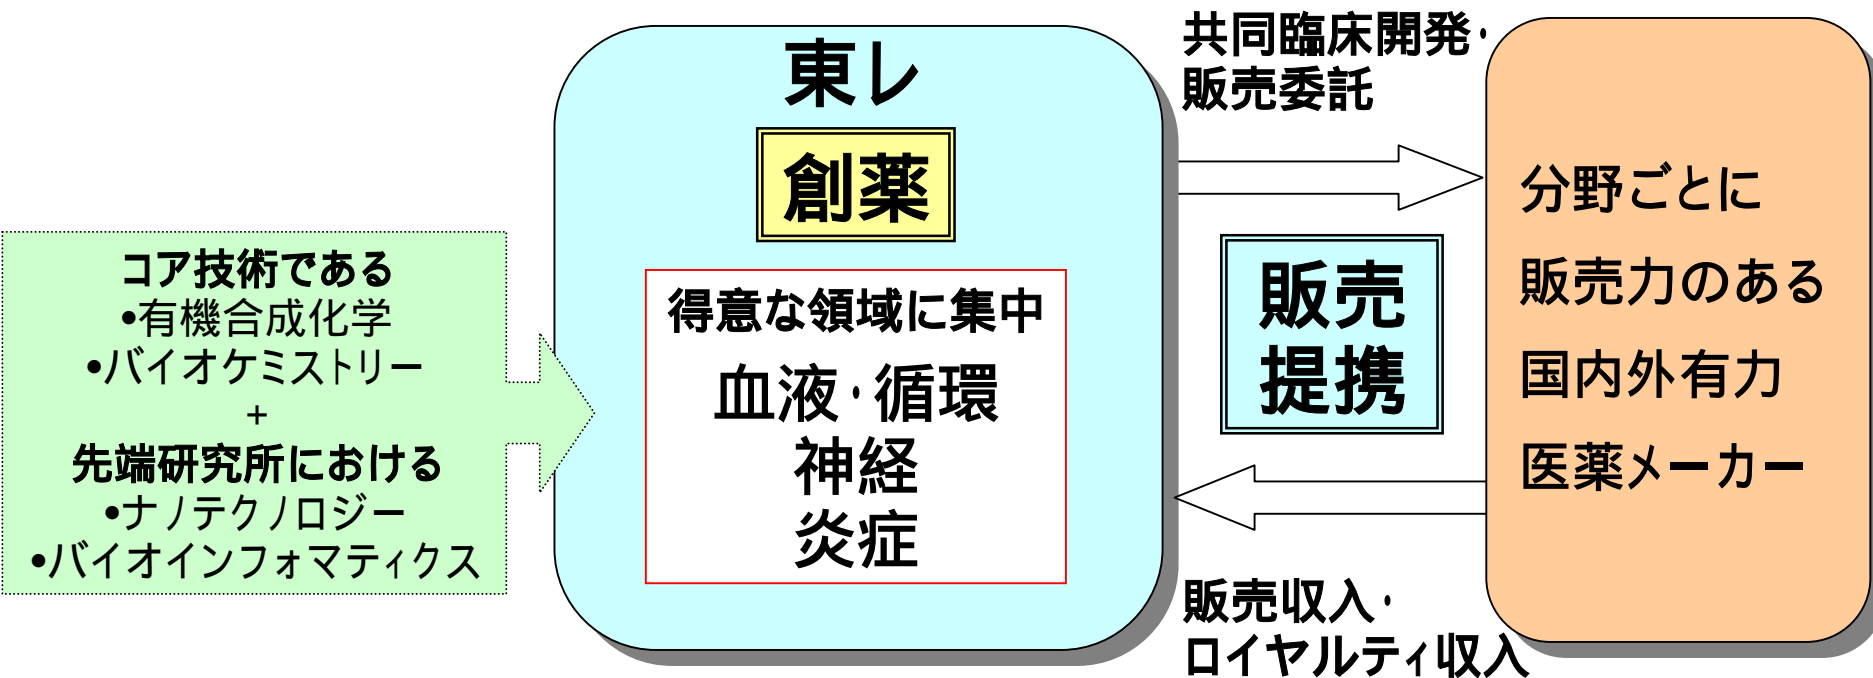 コア技術である
•有機合成化学
•バイオケミストリー
+
先端研究所における
•ナノテクノロジー
•バイオインフォマティクス
東レ
創薬
得意な領域に集中
血液・循環
神経
炎症
共同臨床開発・
販売委託
販売
提携
販売収入・
ロイヤルティ収入
分野ごとに
販売力のある
国内外有力
医薬メーカー